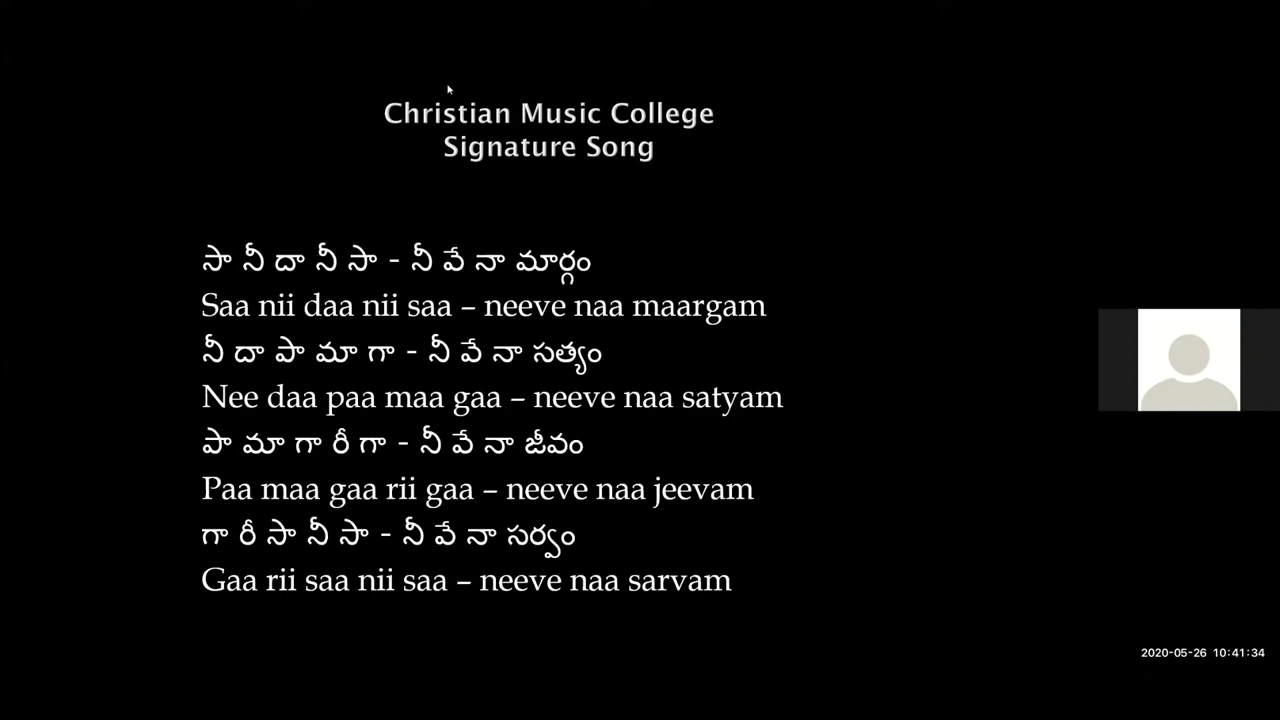 Christian Music College
Signature Song
సా నీ దా నీ సా - నీ వే నా మార్గం
Saa nii daa nii saa – neeve naa maargam
నీ దా పా మా గా - నీ వే నా సత్యం
Nee daa paa maa gaa – neeve naa satyam
పా మా గా రీ గా - నీ వే నా జీవం
Paa maa gaa rii gaa – neeve naa jeevam
గా రీ సా నీ సా - నీ వే నా సర్వం
Gaa rii saa nii saa – neeve naa sarvam
2020-05-26 10:41:34